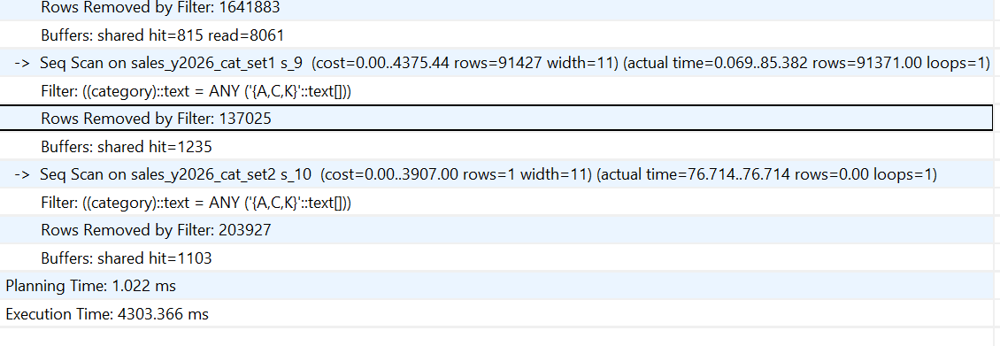 Rows Removed by Filter: 1641883
Buffers: shared hit=815 read=8061
-> Seq Scan on sales_y2026_cat_set1 s_9 (cost=0.00..4375.44 rows=91427 width=11) (actual time=0.069..85.382 rows=91371.00 loops=1)
Filter: ((category)::text = ANY ('{A,C,K}'::text[]))
Rows Removed by Filter: 137025
Buffers: shared hit=1235
-> Seq Scan on sales_y2026_cat_set2 s_10 (cost=0.00..3907.00 rows=1 width=11) (actual time=76.714..76.714 rows=0.00 loops=1)
Filter: ((category)::text = ANY ('{A,C,K}'::text[]))
Rows Removed by Filter: 203927
Buffers: shared hit=1103
Planning Time: 1.022 ms
Execution Time: 4303.366 ms